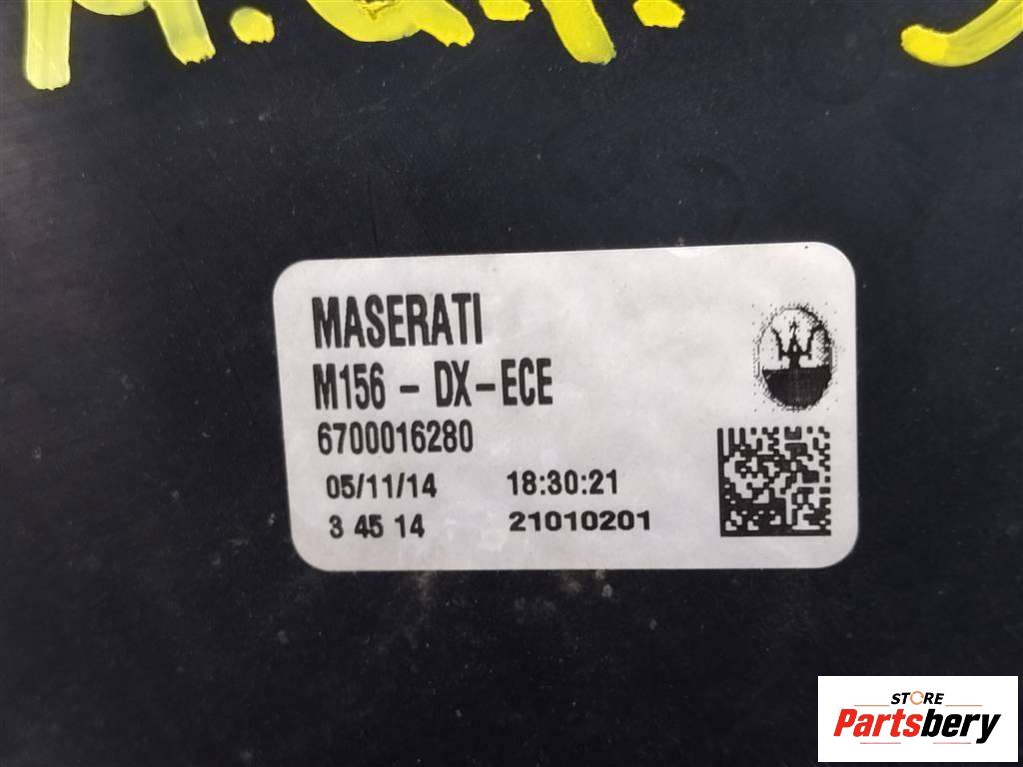 MASERATI
M156 - DX-ECE
6700016280
05/11/14 18:30:21
3 45 14 21010201
STORE
Partsbery